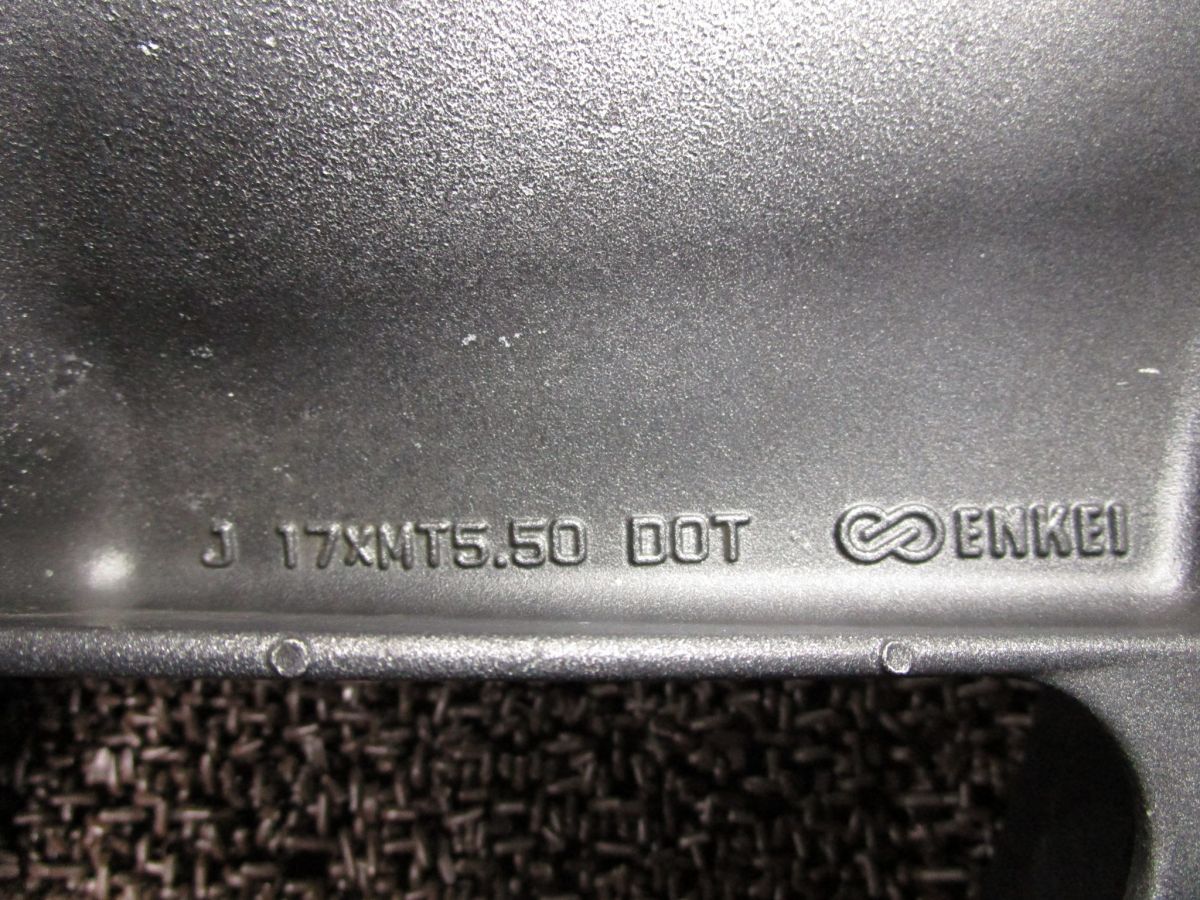 J 17XMT5.50 DOT ENKEI